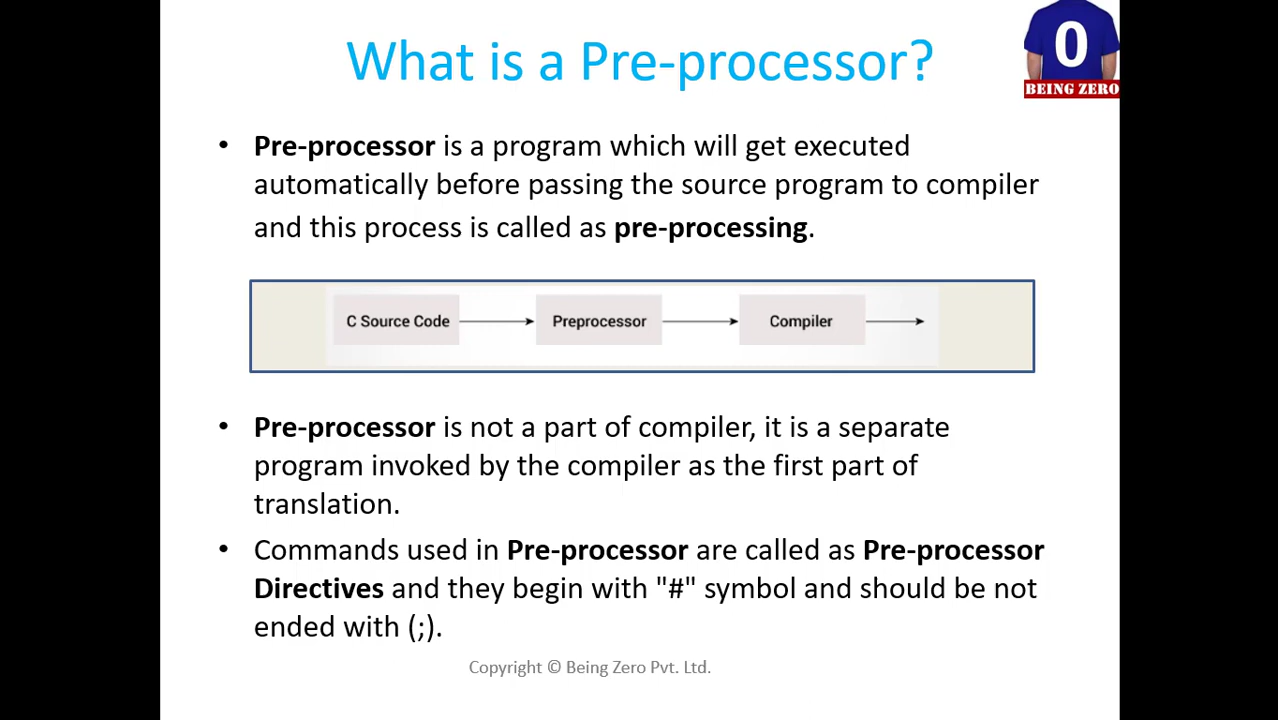 What is a Pre-processor?
0
BEING ZERO
• Pre-processor is a program which will get executed
automatically before passing the source program to compiler
and this process is called as pre-processing.
C Source Code
Preprocessor
Compiler
• Pre-processor is not a part of compiler, it is a separate
program invoked by the compiler as the first part of
translation.
• Commands used in Pre-processor are called as Pre-processor
Directives and they begin with "#" symbol and should be not
ended with (;).
Copyright © Being Zero Pvt. Ltd.